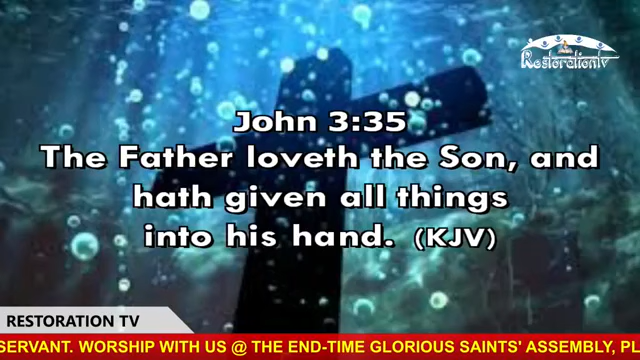 Restorationtv
John 3:35
The Father loveth the Son, and
hath given all things
into his hand. (KJV)
RESTORATION TV
SERVANT. WORSHIP WITH US @ THE END-TIME GLORIOUS SAINTS' ASSEMBLY, PL